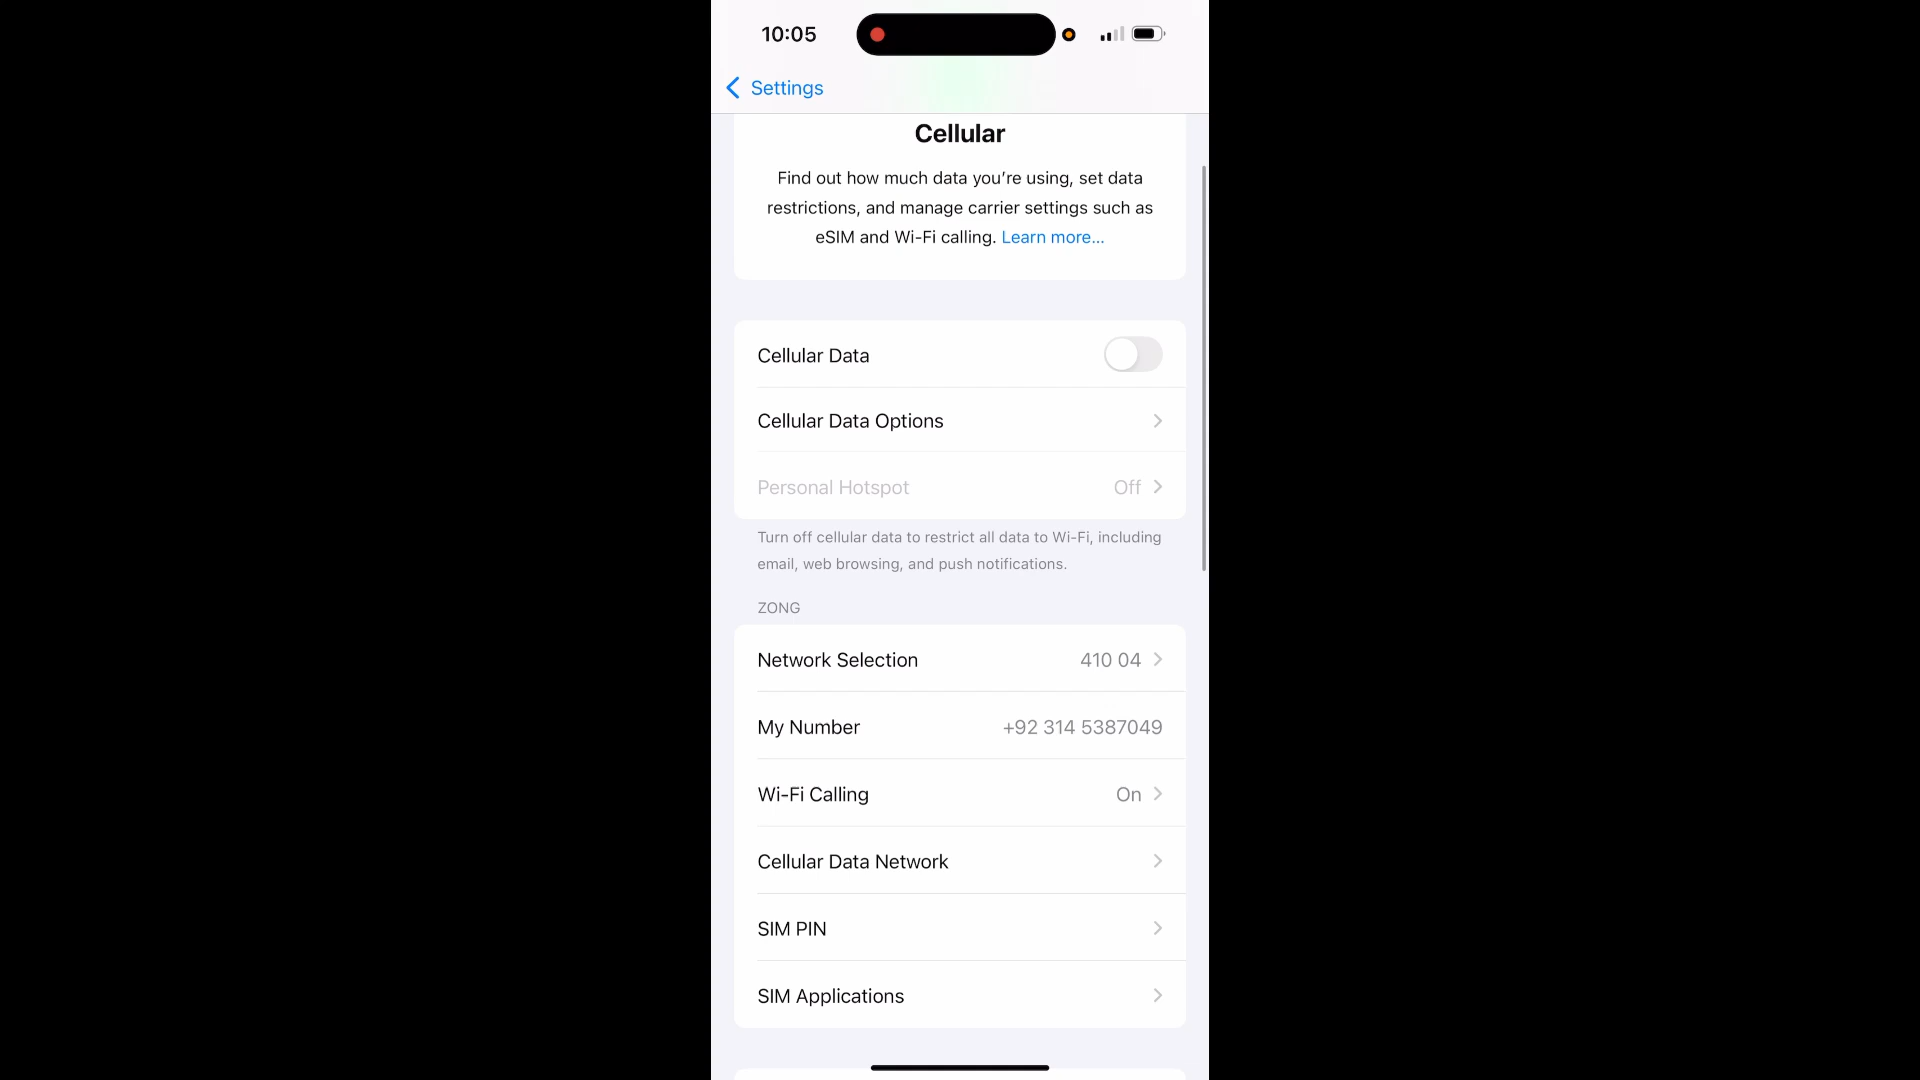 10:05
Settings
Cellular
Find out how much data you’re using, set data
restrictions, and manage carrier settings such as
eSIM and Wi-Fi calling. Learn more...
Cellular Data
Cellular Data Options
Personal Hotspot Off
Turn off cellular data to restrict all data to Wi-Fi, including
email, web browsing, and push notifications.
ZONG
Network Selection 410 04
My Number +92 314 5387049
Wi-Fi Calling On
Cellular Data Network
SIM PIN
SIM Applications